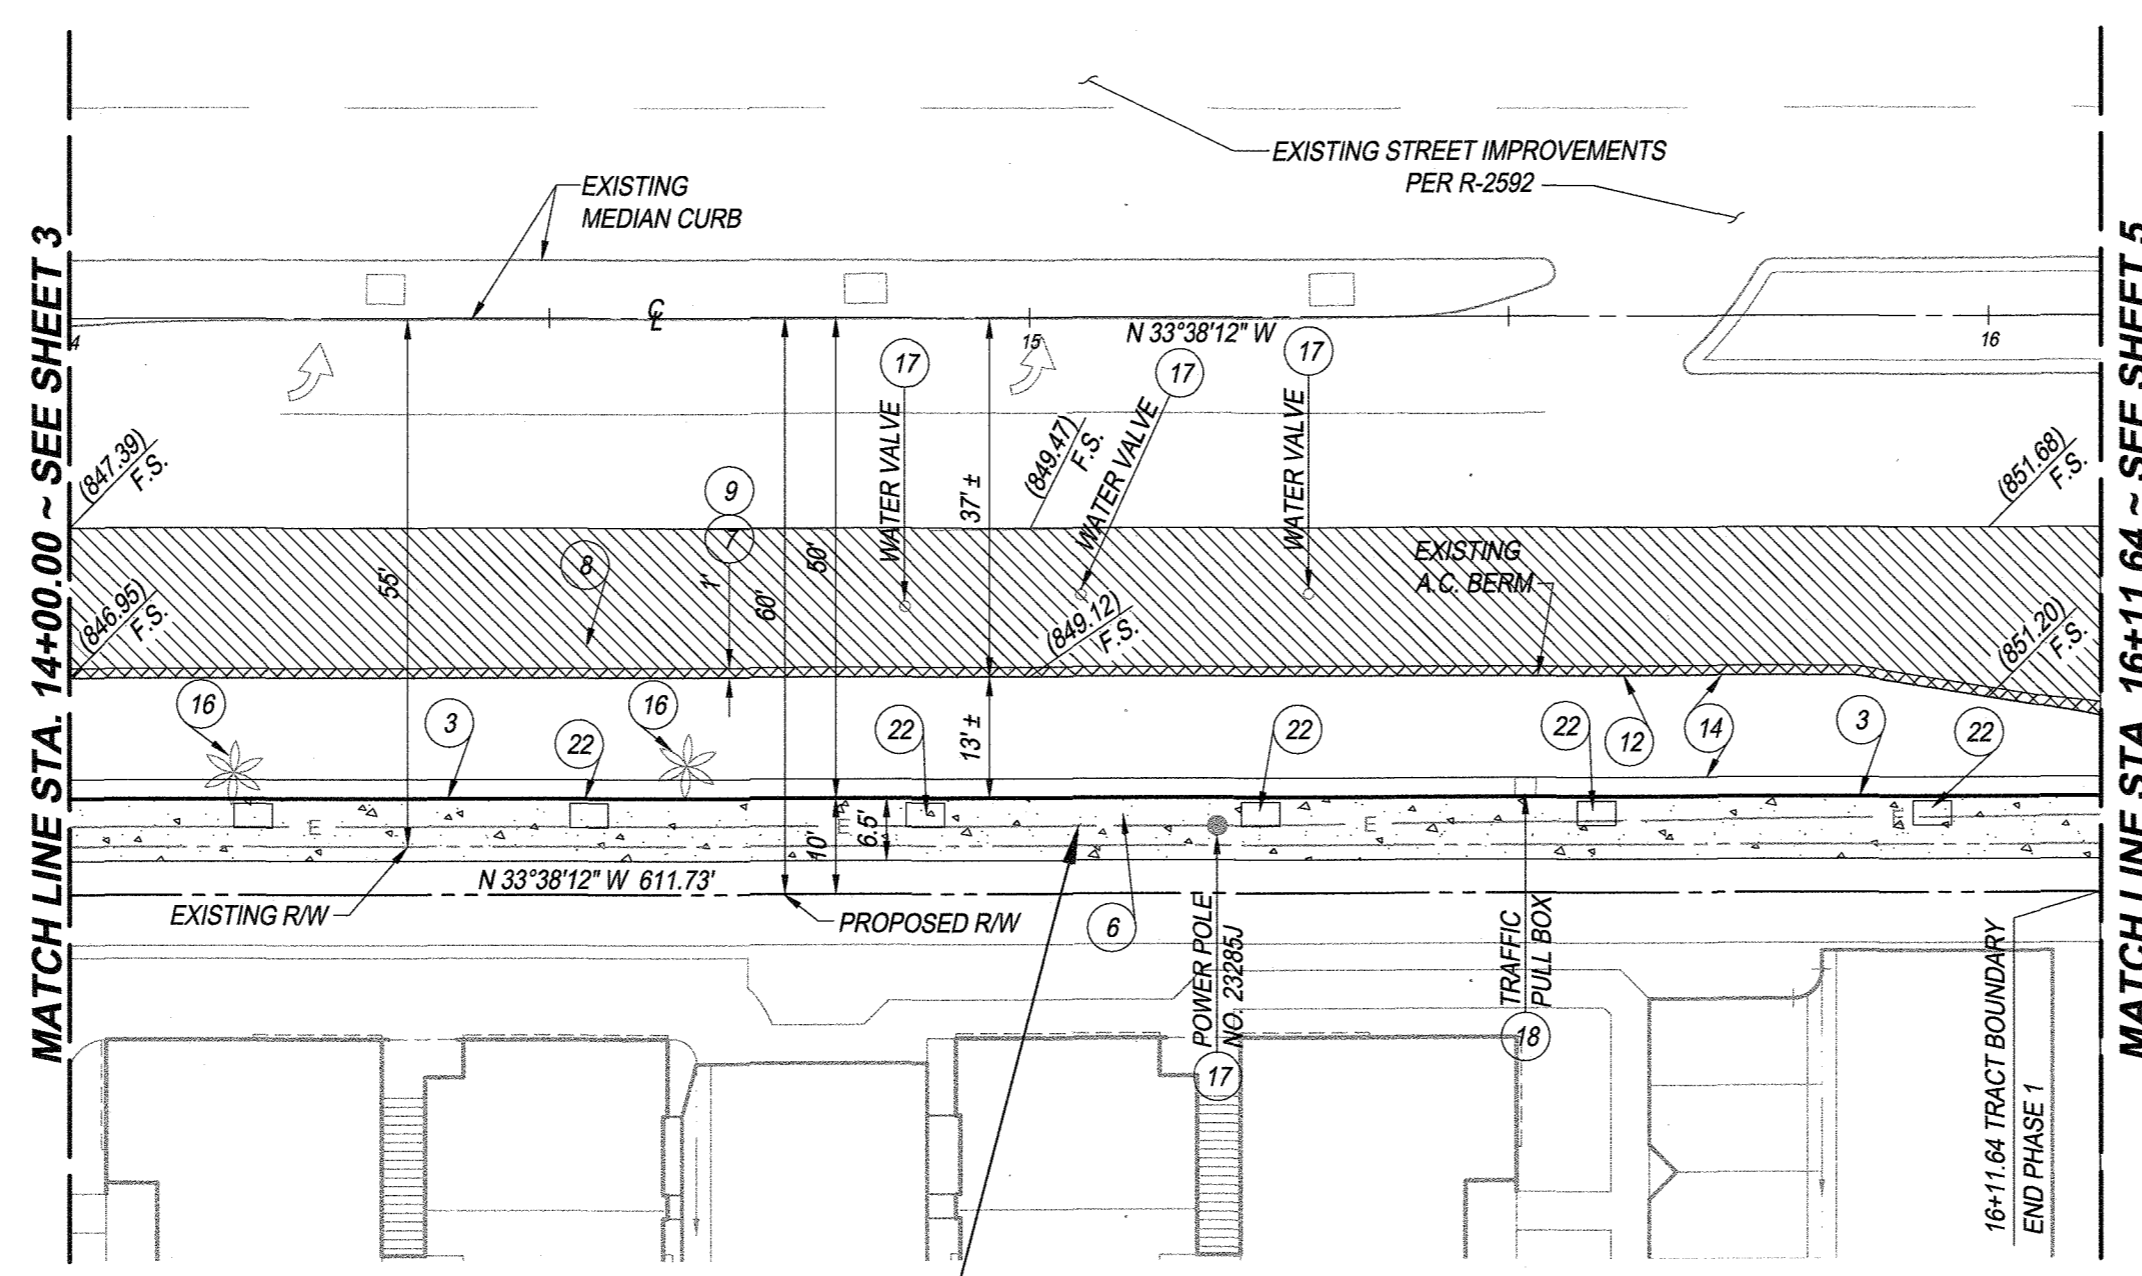 EXISTING STREET IMPROVEMENTS
PER R-2592
EXISTING
MEDIAN CURB
MATCH LINE STA. 14+00.00 ~ SEE SHEET 3
MATCH LINE STA. 16+11.64 ~ SEE SHEET 5
℄
4
15
N 33°38'12" W
16
17
17
17
WATER VALVE
WATER VALVE
WATER VALVE
(847.39)
F.S.
(849.47)
F.S.
(851.68)
F.S.
9
7
8
37' ±
50'
55'
1'
60'
EXISTING
A.C. BERM
(846.95)
F.S.
(849.12)
F.S.
(851.20)
F.S.
16
3
22
16
22
13' ±
22
22
12
14
3
22
E
E
10'
6.5'
E
E
N 33°38'12" W 611.73'
EXISTING R/W
PROPOSED R/W
6
POWER POLE
NO. 23285J
17
TRAFFIC
PULL BOX
18
16+11.64 TRACT BOUNDARY
END PHASE 1